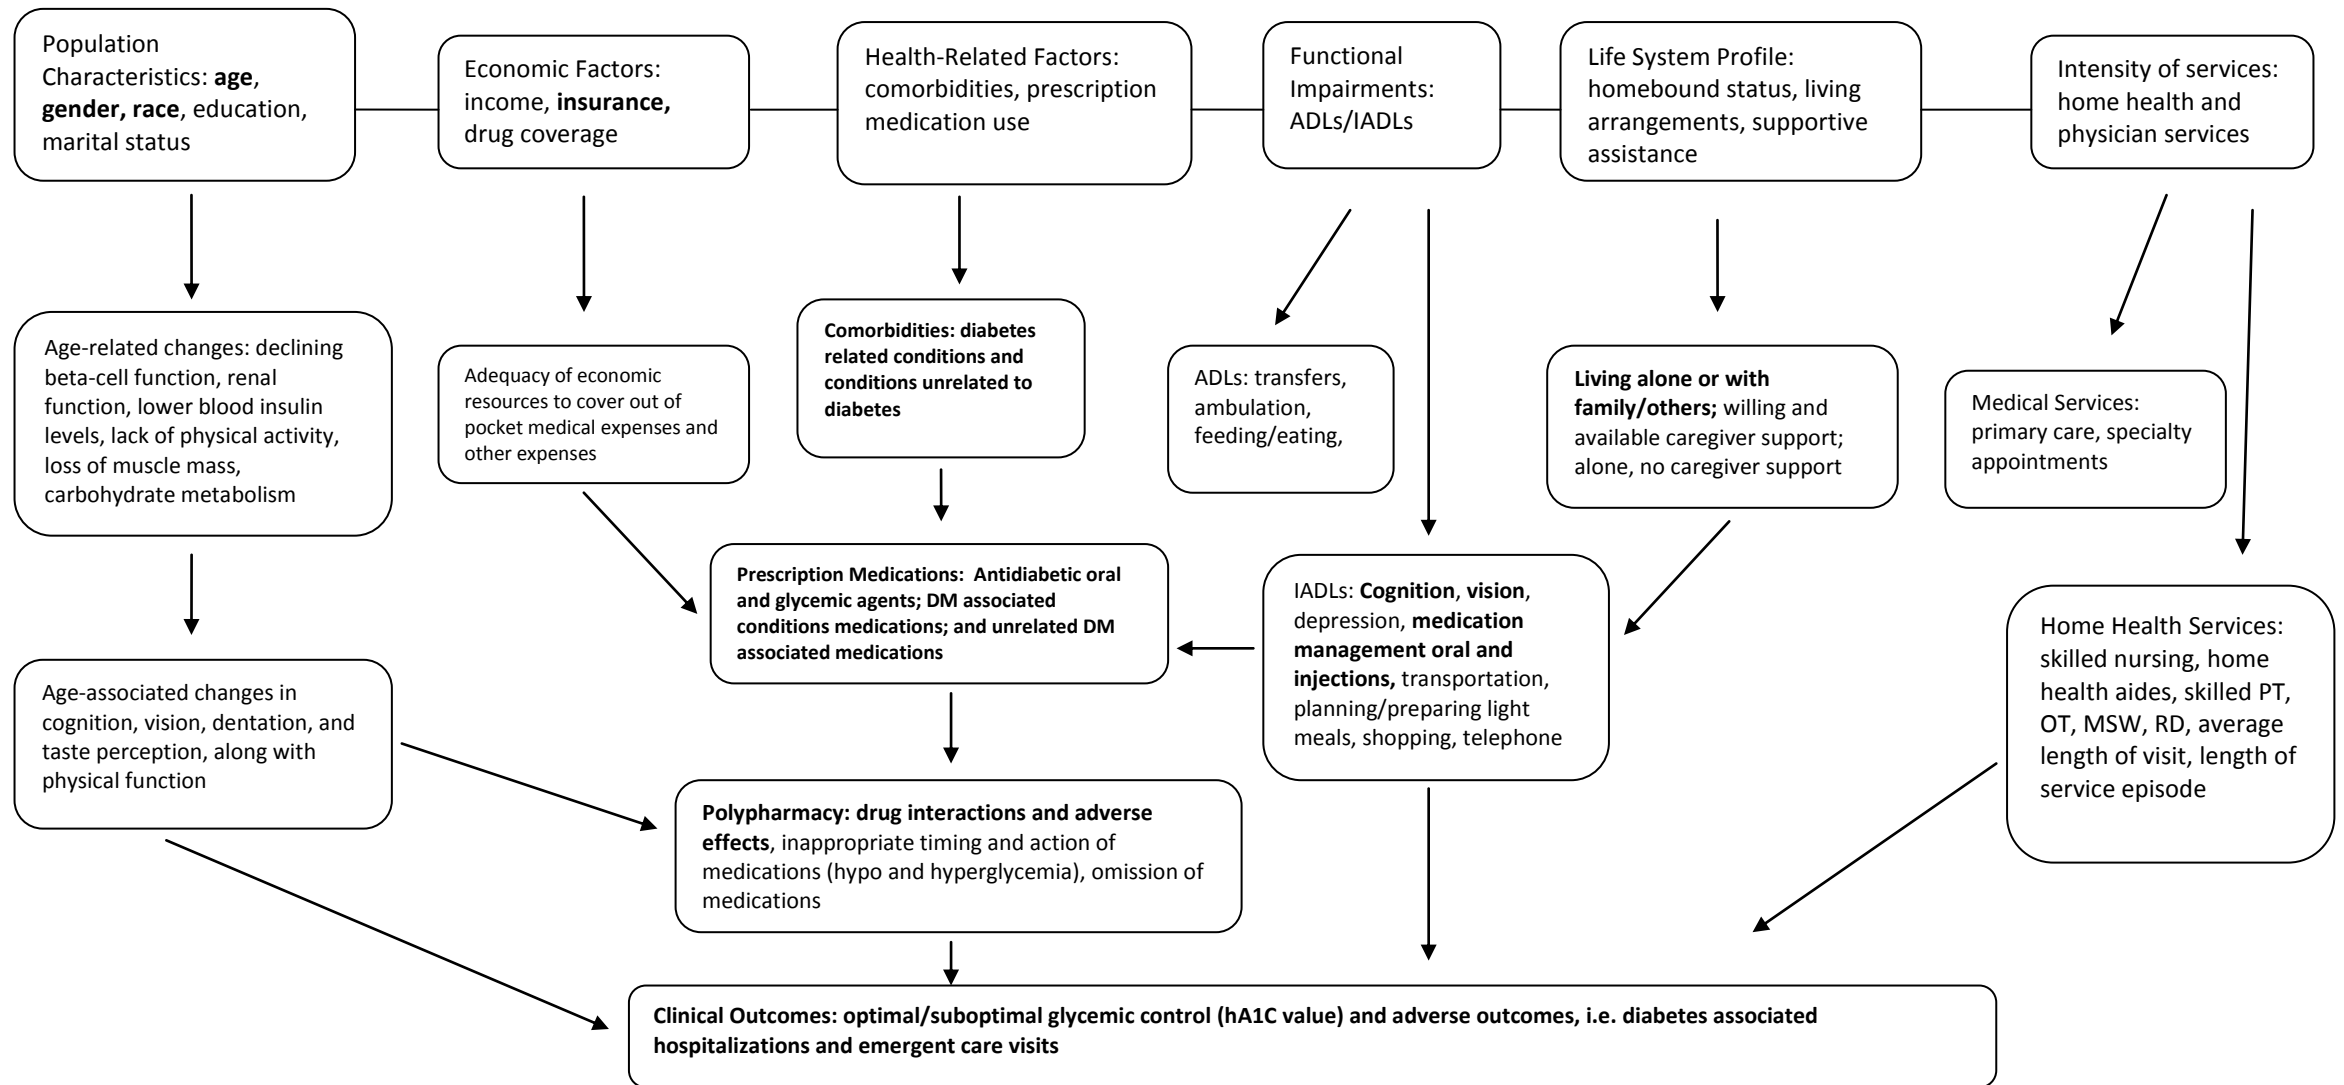 Population
Characteristics: age,
gender, race, education,
marital status
Economic Factors:
income, insurance,
drug coverage
Health-Related Factors:
comorbidities, prescription
medication use
Functional
Impairments:
ADLs/IADLs
Life System Profile:
homebound status, living
arrangements, supportive
assistance
Intensity of services:
home health and
physician services
Age-related changes: declining
beta-cell function, renal
function, lower blood insulin
levels, lack of physical activity,
loss of muscle mass,
carbohydrate metabolism
Adequacy of economic
resources to cover out of
pocket medical expenses and
other expenses
Comorbidities: diabetes
related conditions and
conditions unrelated to
diabetes
ADLs: transfers,
ambulation,
feeding/eating,
Living alone or with
family/others; willing and
available caregiver support;
alone, no caregiver support
Medical Services:
primary care, specialty
appointments
Prescription Medications:  Antidiabetic oral
and glycemic agents; DM associated
conditions medications; and unrelated DM
associated medications
IADLs: Cognition, vision,
depression, medication
management oral and
injections, transportation,
planning/preparing light
meals, shopping, telephone
Home Health Services:
skilled nursing, home
health aides, skilled PT,
OT, MSW, RD, average
length of visit, length of
service episode
Age-associated changes in
cognition, vision, dentation, and
taste perception, along with
physical function
Polypharmacy: drug interactions and adverse
effects, inappropriate timing and action of
medications (hypo and hyperglycemia), omission of
medications
Clinical Outcomes: optimal/suboptimal glycemic control (hA1C value) and adverse outcomes, i.e. diabetes associated
hospitalizations and emergent care visits